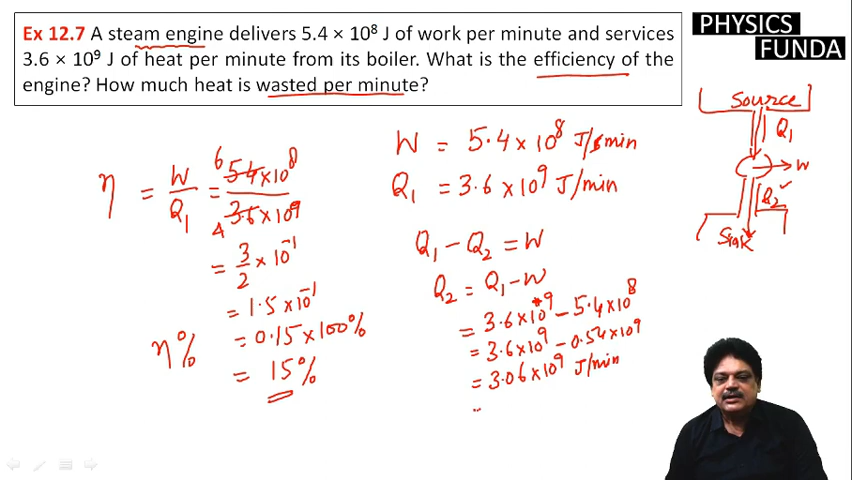 Ex 12.7 A steam engine delivers 5.4 × 10⁸ J of work per minute and services
3.6 × 10⁹ J of heat per minute from its boiler. What is the efficiency of the
engine? How much heat is wasted per minute?
PHYSICS
FUNDA
Source
Q₁
W
Q₂ ✓
Sink
η = W/Q₁ = 6 54×10⁸ / 4 3.6×10⁹
= 3/2 × 10⁻¹
= 1.5 × 10⁻¹
η% = 0.15 × 100%
= 15%
W = 5.4 × 10⁸ J/min
Q₁ = 3.6 × 10⁹ J/min
Q₁ − Q₂ = W
Q₂ = Q₁ − W
= 3.6×10⁹ − 5.4×10⁸
= 3.6×10⁹ − 0.54×10⁹
= 3.06×10⁹ J/min